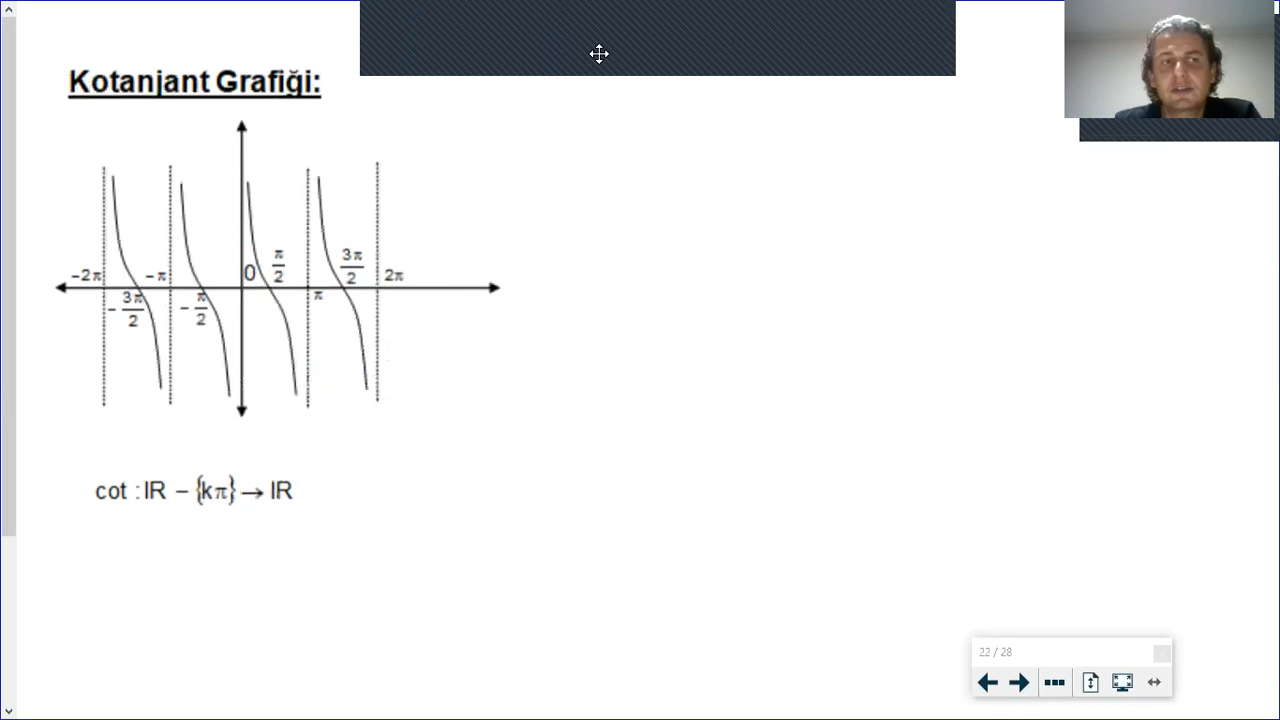 Kotanjant Grafiği:
−2π −π 0 π/2 3π/2 2π
− 3π/2 − π/2 π
cot : IR − {kπ} → IR
22 / 28